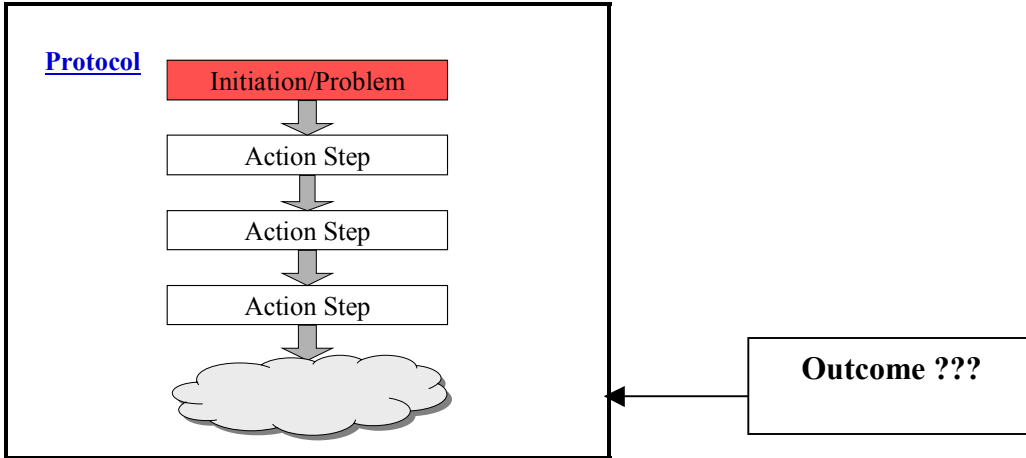 Protocol
Initiation/Problem
Action Step
Action Step
Action Step
Outcome ???